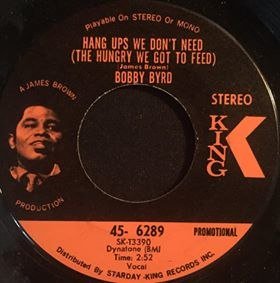 Playable On STEREO Or MONO
HANG UPS WE DON'T NEED
(THE HUNGRY WE GOT TO FEED)
(James Brown)
BOBBY BYRD
STEREO
KING
A JAMES BROWN
PRODUCTION
45- 6289
PROMOTIONAL
SK-13390
Dynatone (BMI)
Time: 2:52
Vocal
Distributed by STARDAY-KING RECORDS INC.